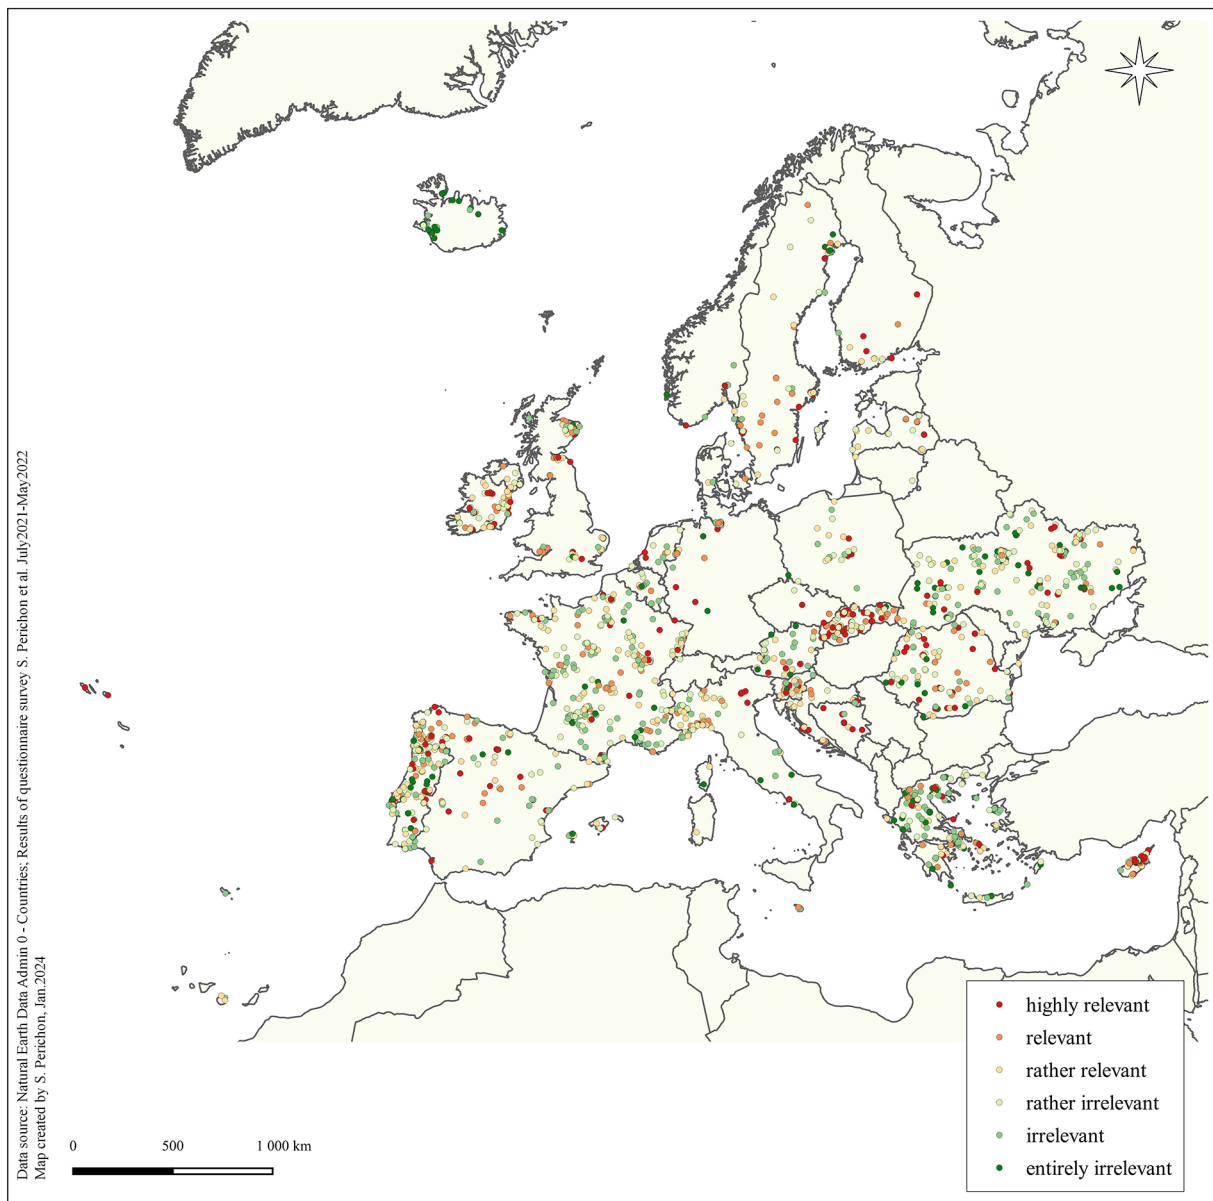 Data source: Natural Earth Data Admin 0 - Countries; Results of questionnaire survey S. Perichon et al. July2021-May2022
Map created by S. Perichon, Jan.2024
0 500 1 000 km
highly relevant
relevant
rather relevant
rather irrelevant
irrelevant
entirely irrelevant